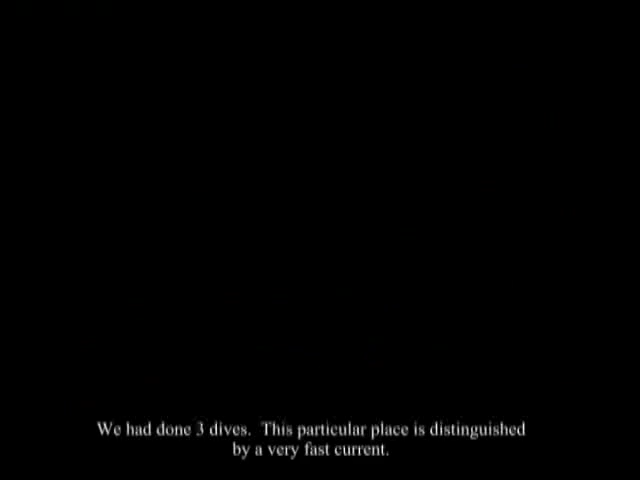 We had done 3 dives.  This particular place is distinguished
by a very fast current.